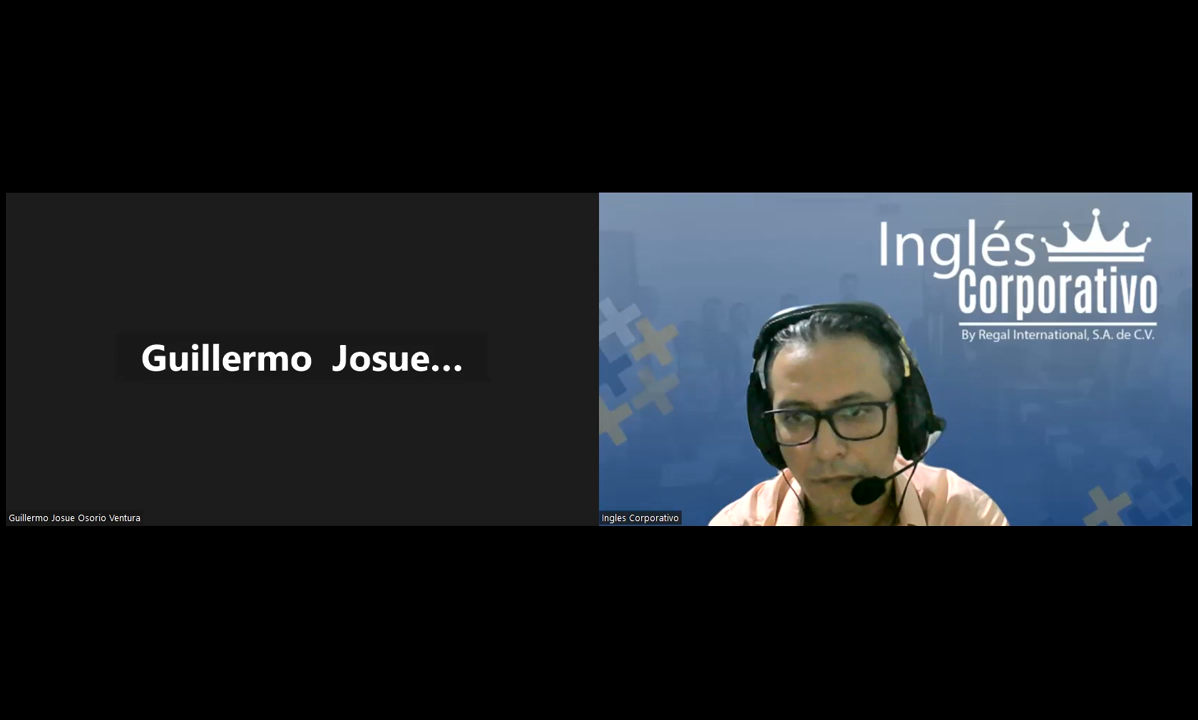 Guillermo Josue...
Guillermo Josue Osorio Ventura
Inglés
Corporativo
By Regal International, S.A. de C.V.
Ingles Corporativo